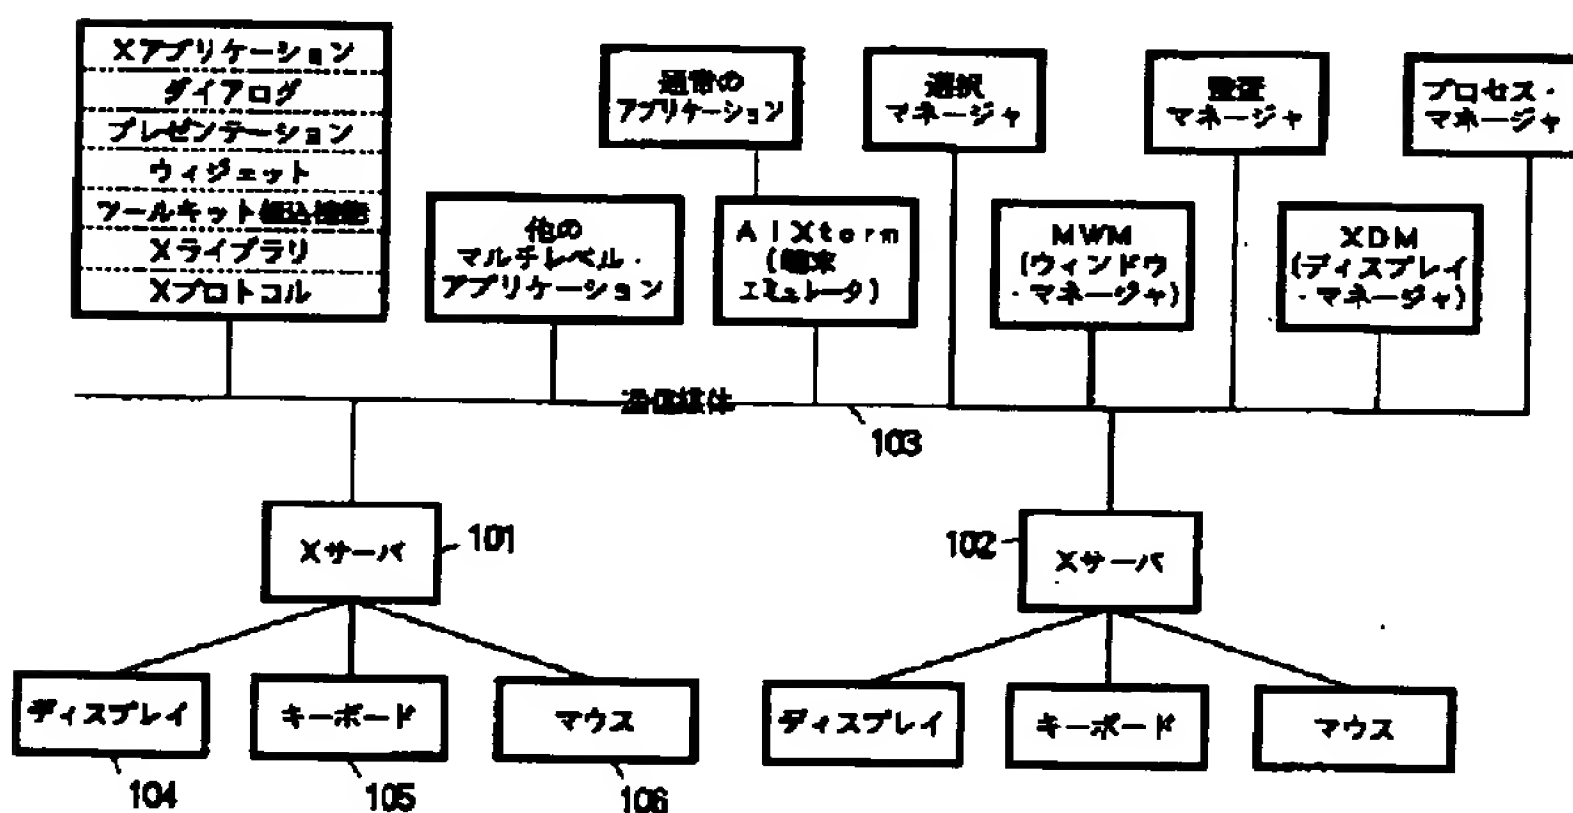 Xアプリケーション
ダイアログ
プレゼンテーション
ウィジェット
ツールキット組込機能
Xライブラリ
Xプロトコル
通常の
アプリケーション
選択
マネージャ
マネージャ
プロセス・
マネージャ
他の
マルチレベル・
アプリケーション
AIXterm
(端末
エミュレータ)
MWM
(ウィンドウ
・マネージャ)
XDM
(ディスプレイ
・マネージャ)
通信媒体
103
Xサーバ
101
102
Xサーバ
ディスプレイ
キーボード
マウス
ディスプレイ
キーボード
マウス
104
105
106